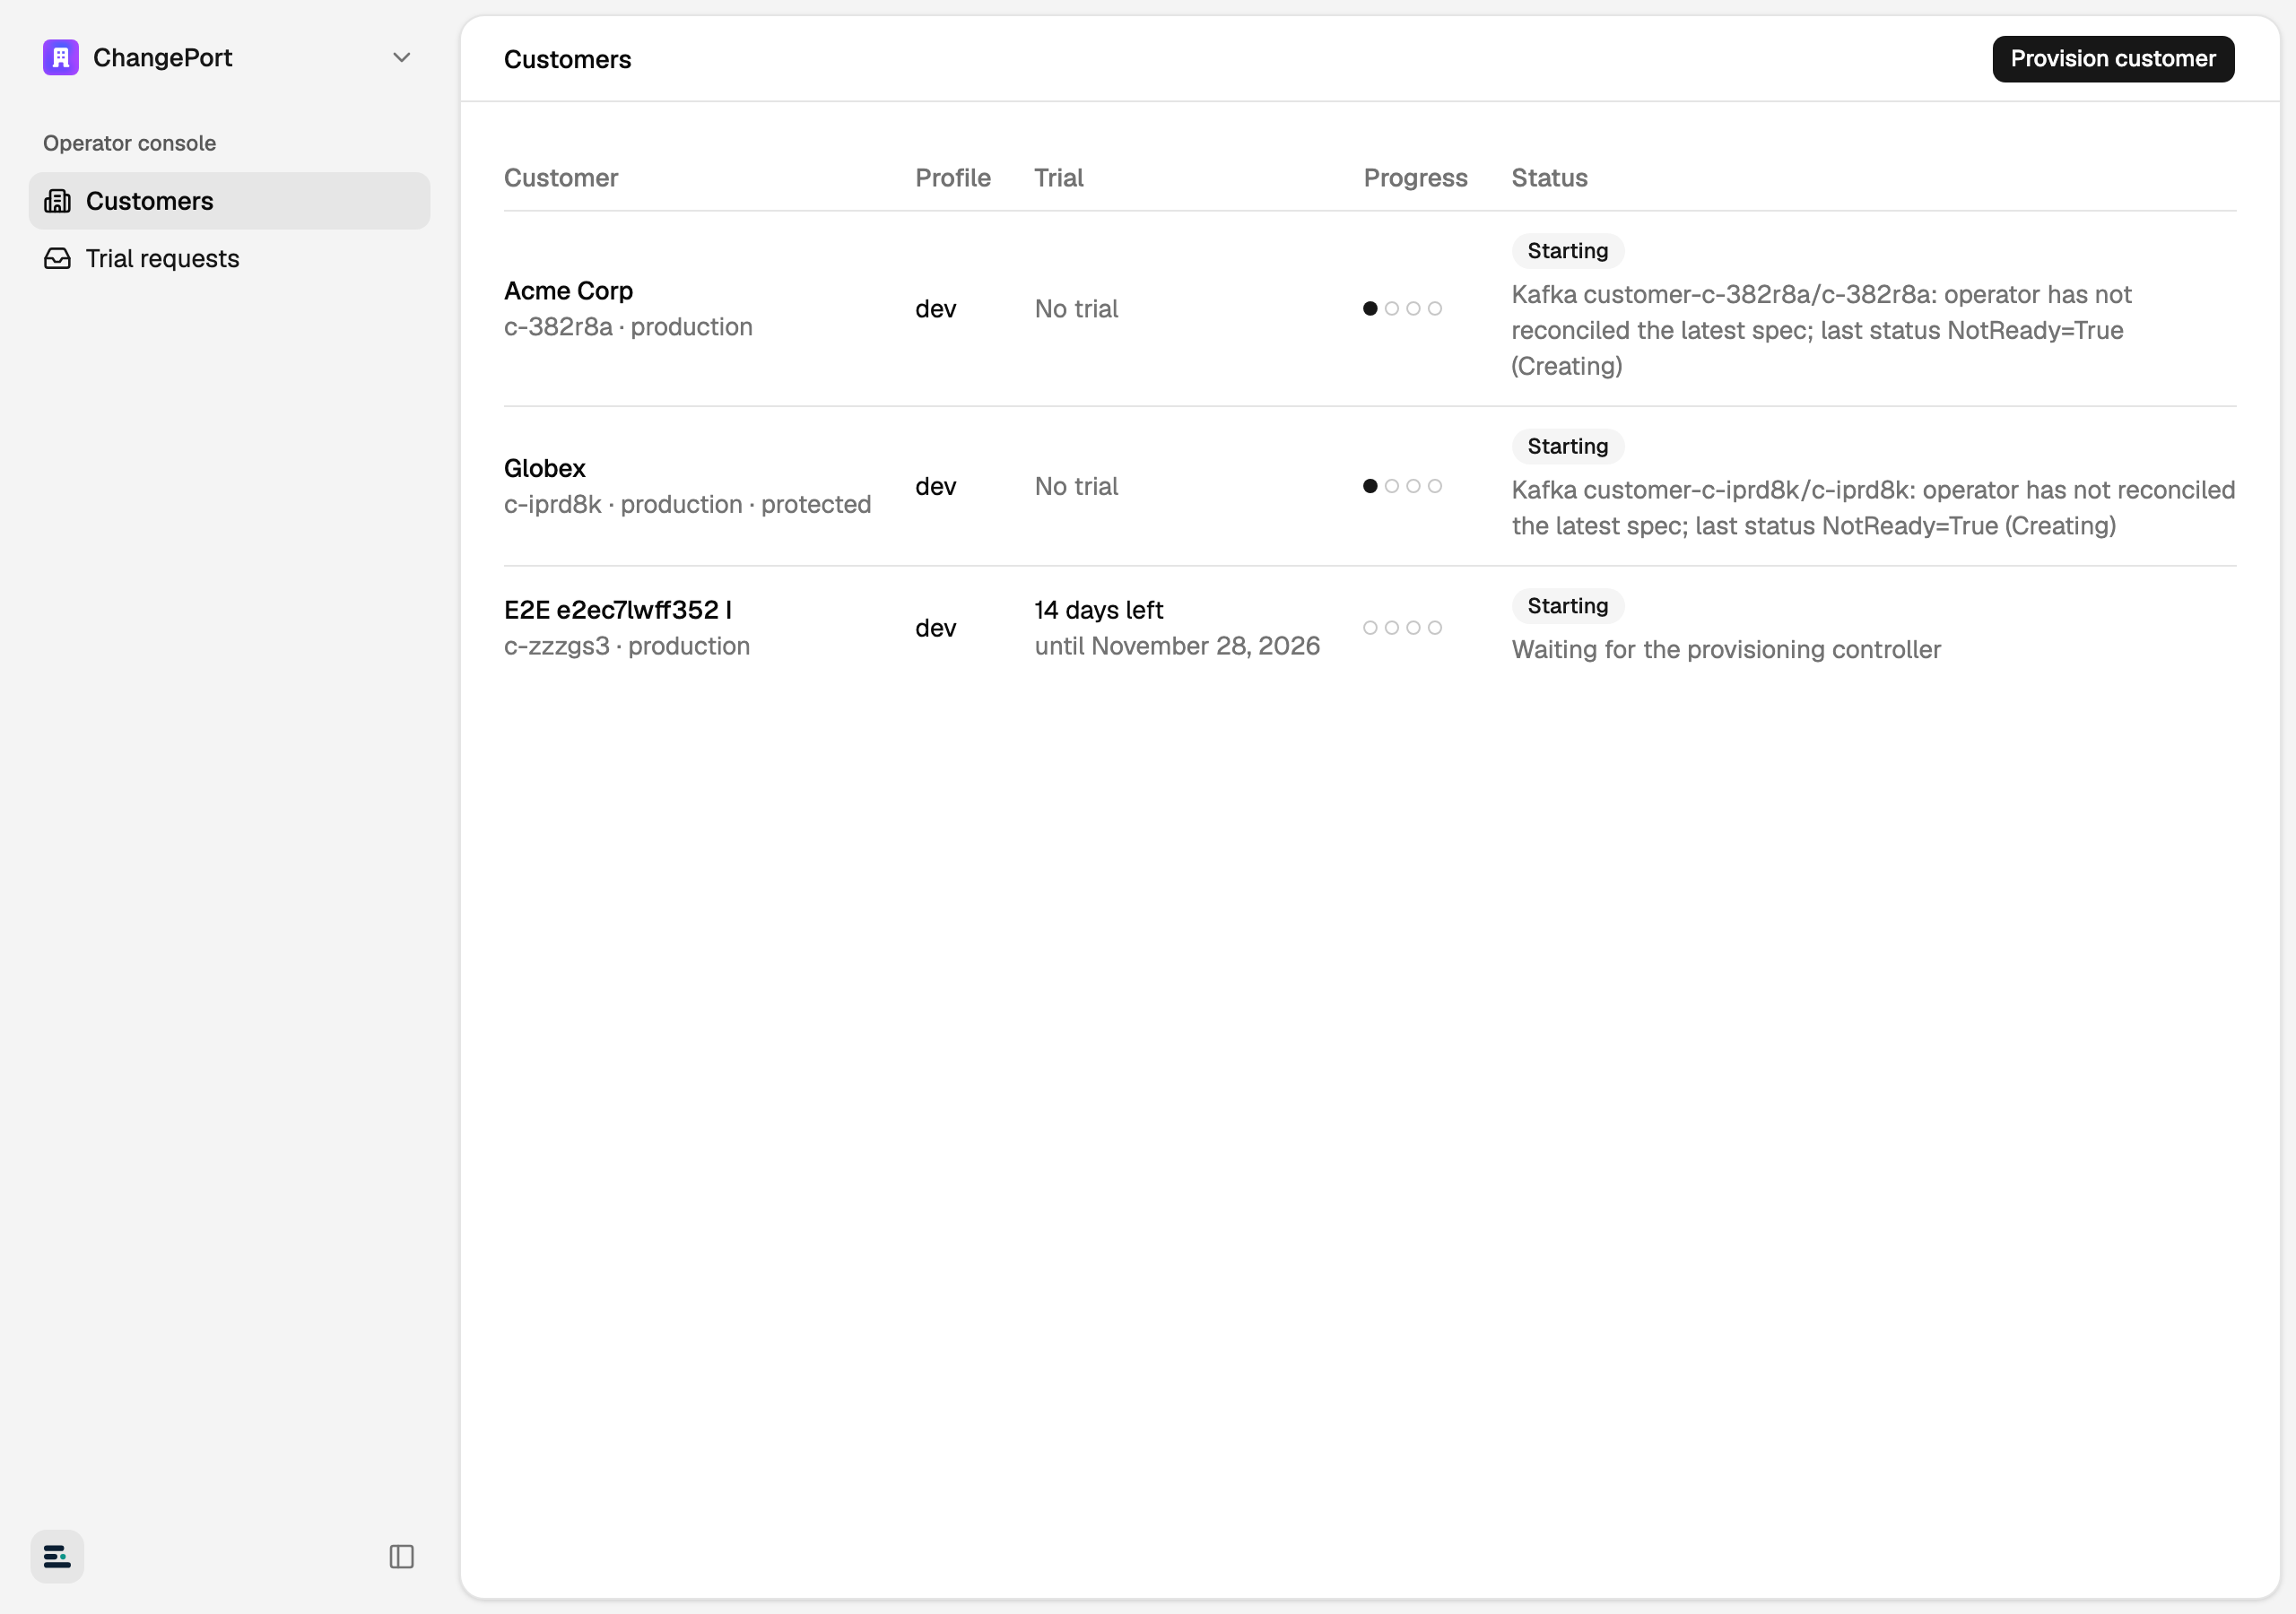 ChangePort
Operator console
Customers
Trial requests
Customers
Provision customer
Customer Profile Trial Progress Status
Acme Corp
c-382r8a · production
dev
No trial
Starting
Kafka customer-c-382r8a/c-382r8a: operator has not
reconciled the latest spec; last status NotReady=True
(Creating)
Globex
c-iprd8k · production · protected
dev
No trial
Starting
Kafka customer-c-iprd8k/c-iprd8k: operator has not reconciled
the latest spec; last status NotReady=True (Creating)
E2E e2ec7lwff352 I
c-zzzgs3 · production
dev
14 days left
until November 28, 2026
Starting
Waiting for the provisioning controller